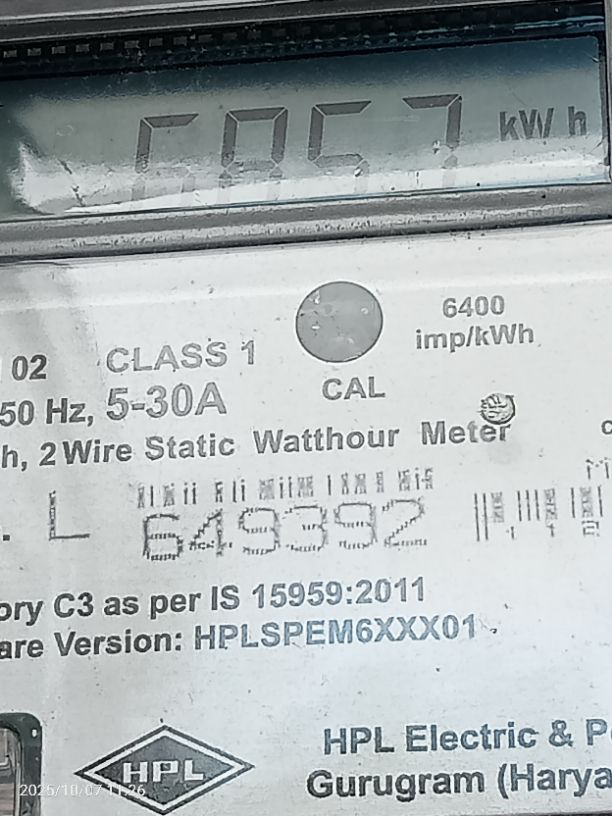 6857 kWh
6400
imp/kWh
02 CLASS 1
CAL
50 Hz, 5-30A
h, 2 Wire Static Watthour Meter
L 649392
ory C3 as per IS 15959:2011
are Version: HPLSPEM6XXX01
HPL Electric & P
HPL
Gurugram (Harya
2025/10/07 11:26